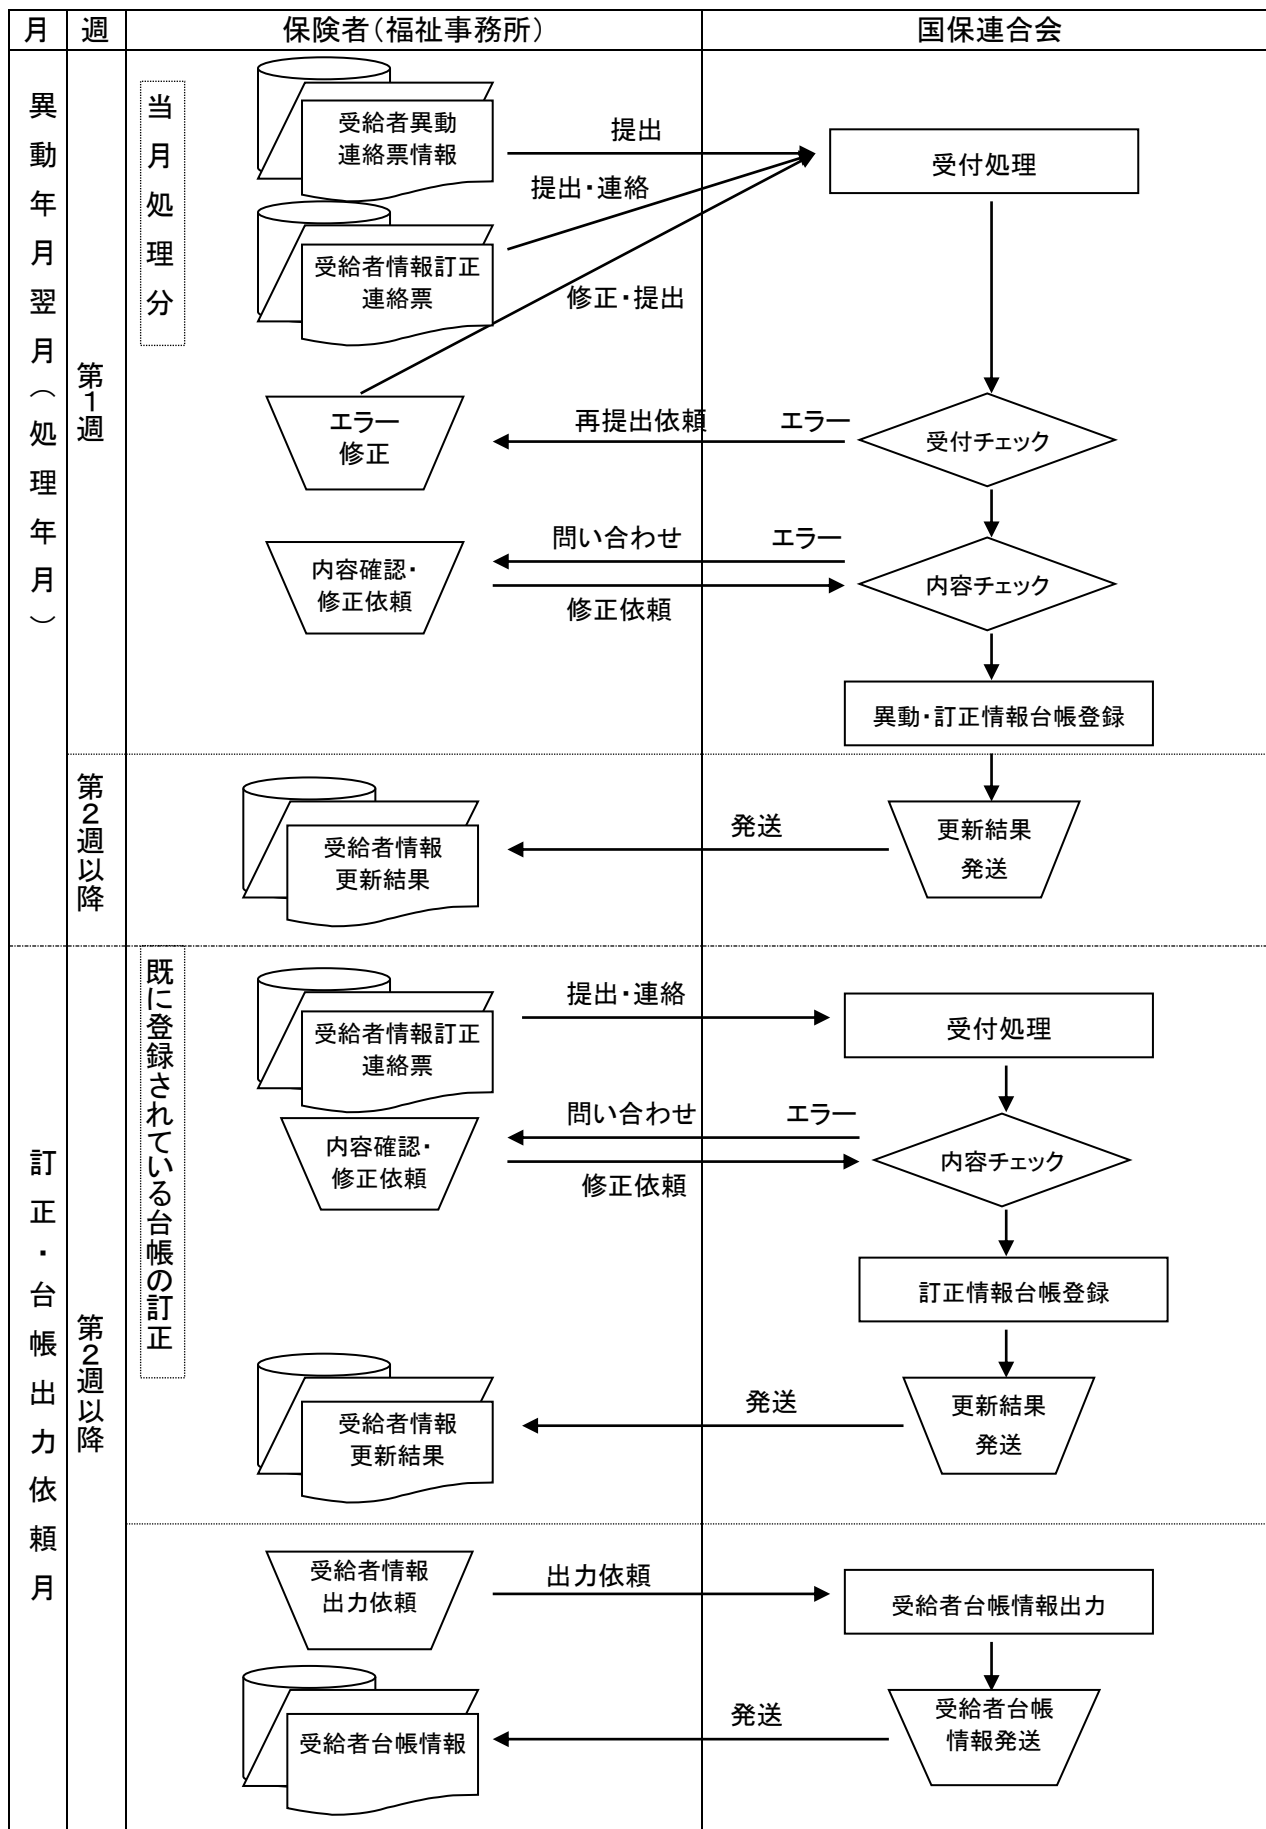 月
週
保険者（福祉事務所）
国保連合会
異動年月翌月（処理年月）
第１週
当月処理分
受給者異動
連絡票情報
提出
受付処理
提出・連絡
受給者情報訂正
連絡票
修正・提出
エラー
修正
再提出依頼
エラー
受付チェック
問い合わせ
エラー
内容確認・
修正依頼
内容チェック
修正依頼
異動・訂正情報台帳登録
第２週以降
受給者情報
更新結果
発送
更新結果
発送
訂正・台帳出力依頼月
第２週以降
既に登録されている台帳の訂正
受給者情報訂正
連絡票
提出・連絡
受付処理
問い合わせ
エラー
内容確認・
修正依頼
内容チェック
修正依頼
訂正情報台帳登録
受給者情報
更新結果
発送
更新結果
発送
受給者情報
出力依頼
出力依頼
受給者台帳情報出力
受給者台帳情報
発送
受給者台帳
情報発送